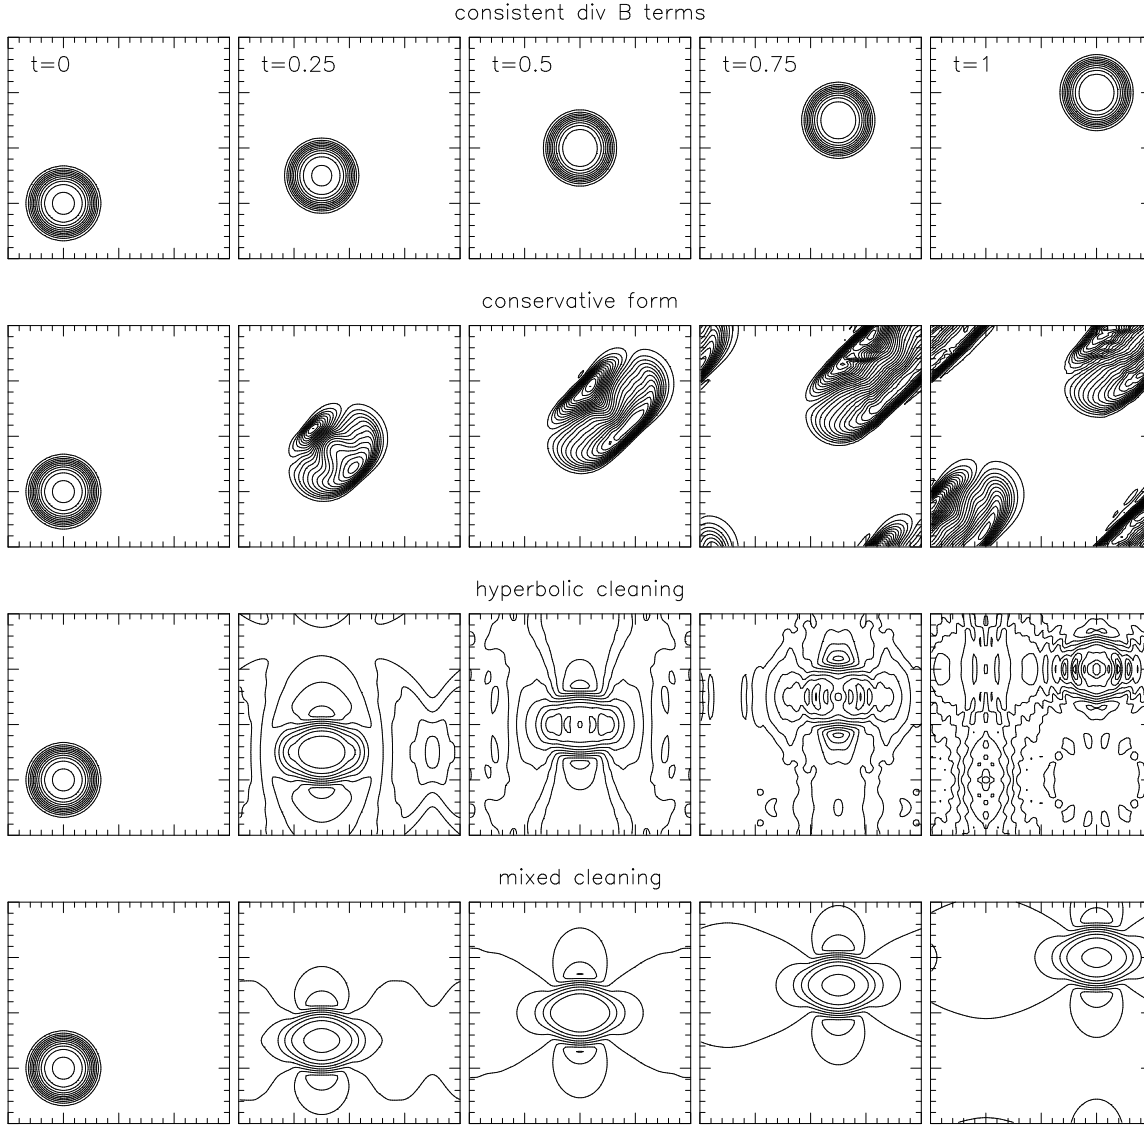 consistent div B terms
t=0
t=0.25
t=0.5
t=0.75
t=1
conservative form
hyperbolic cleaning
mixed cleaning